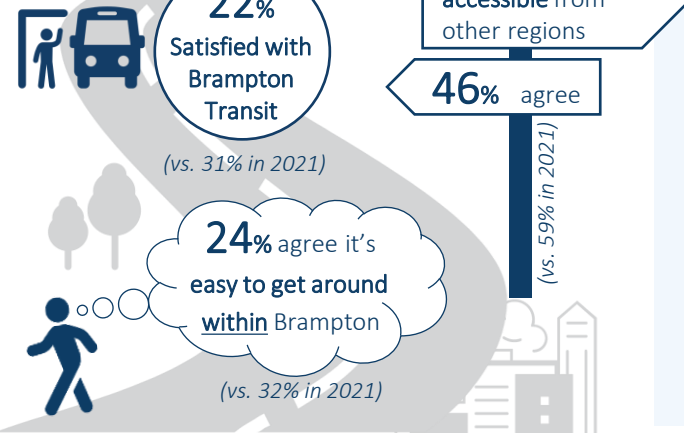 22%
Satisfied with
Brampton
Transit
(vs. 31% in 2021)
accessible from
other regions
46% agree
(vs. 59% in 2021)
24% agree it's
easy to get around
within Brampton
(vs. 32% in 2021)